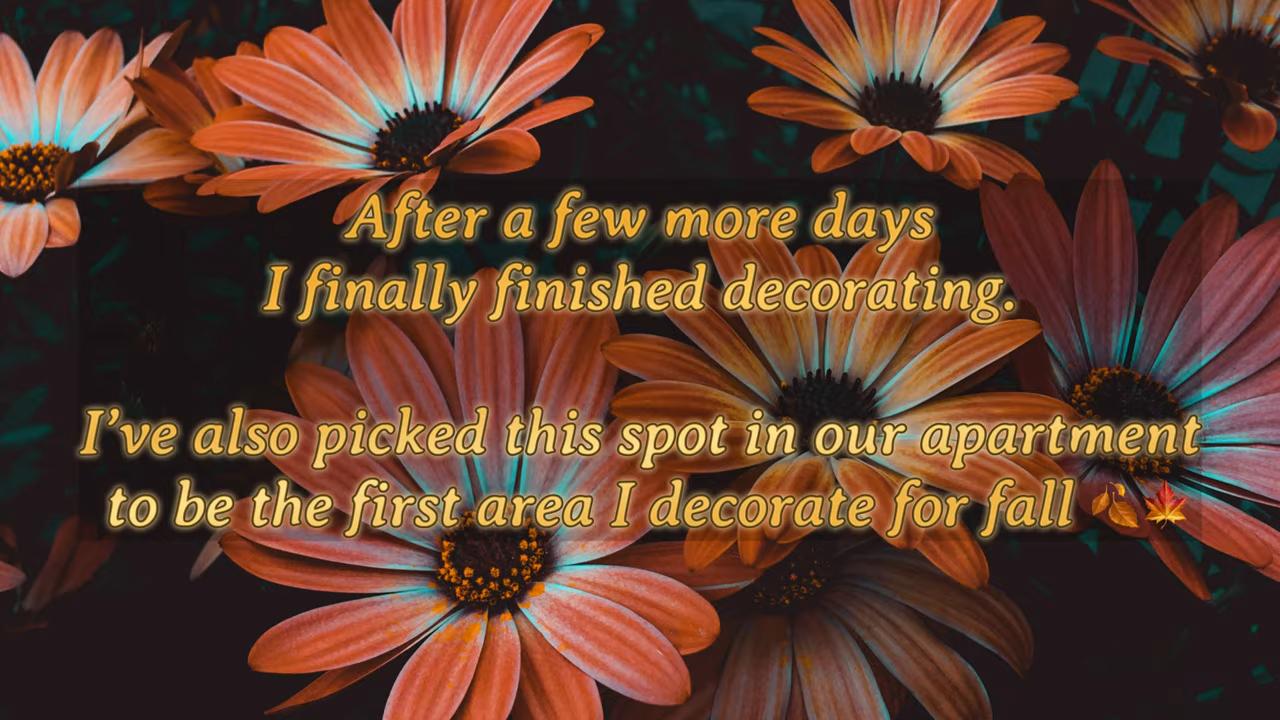 After a few more days
I finally finished decorating.
I’ve also picked this spot in our apartment
to be the first area I decorate for fall 🍂🍁